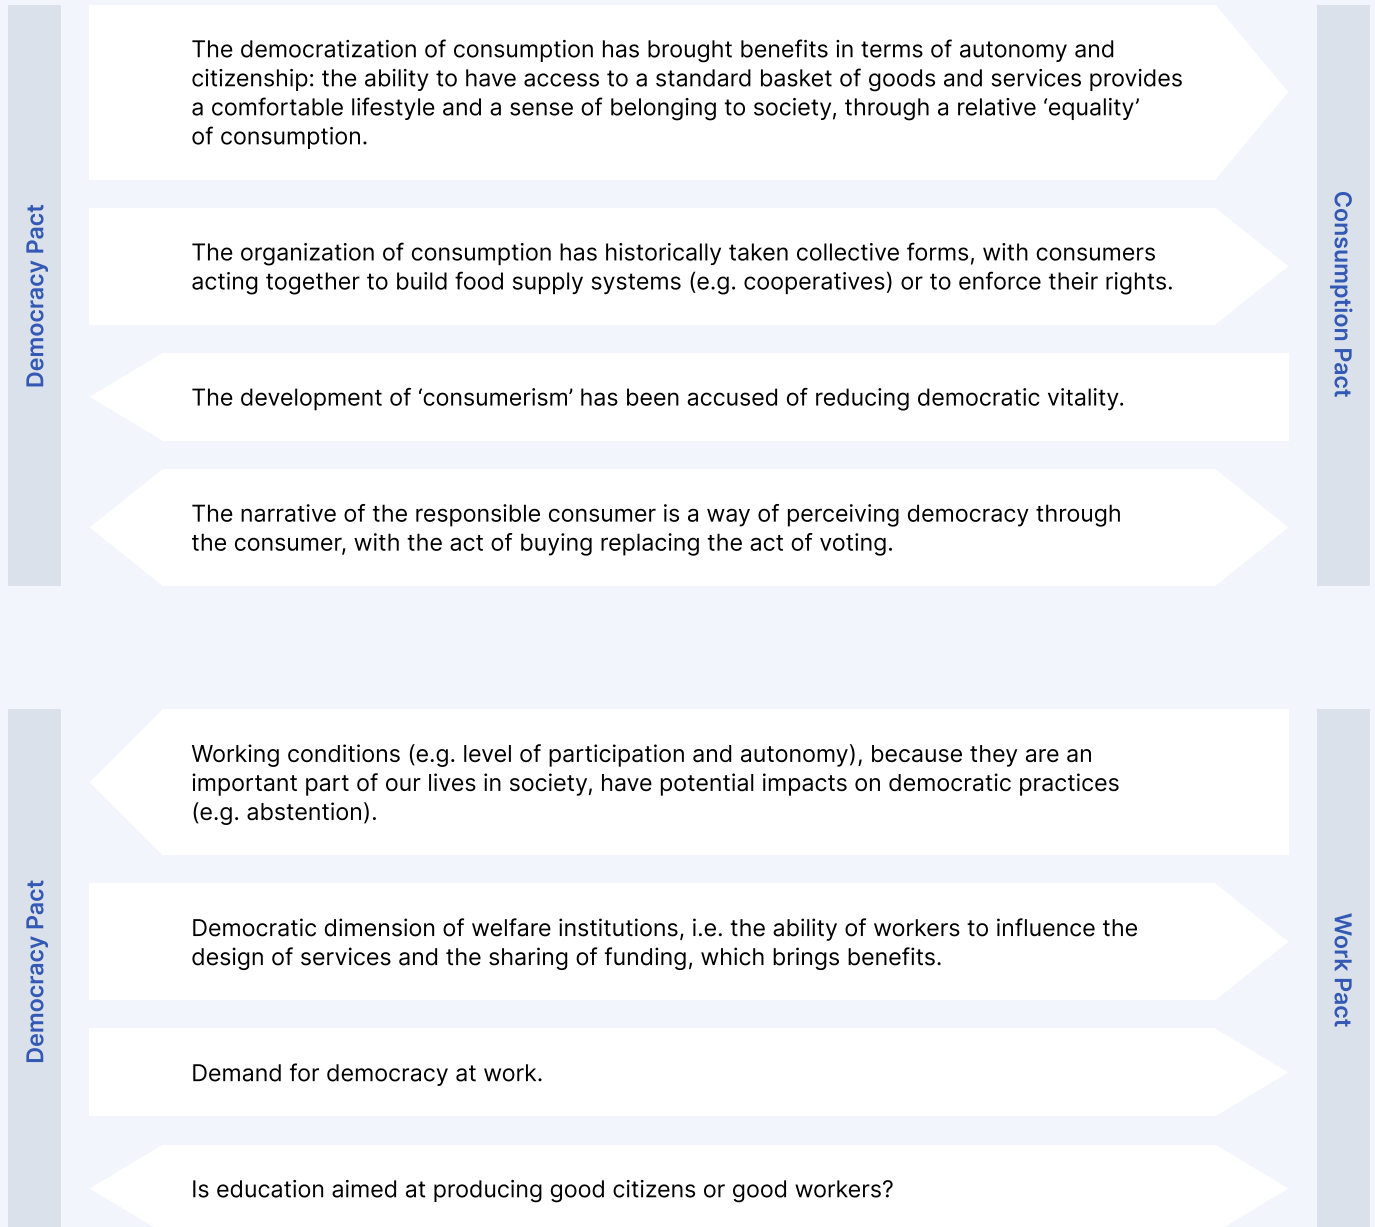 Democracy Pact
The democratization of consumption has brought benefits in terms of autonomy and
citizenship: the ability to have access to a standard basket of goods and services provides
a comfortable lifestyle and a sense of belonging to society, through a relative ‘equality’
of consumption.
The organization of consumption has historically taken collective forms, with consumers
acting together to build food supply systems (e.g. cooperatives) or to enforce their rights.
The development of ‘consumerism’ has been accused of reducing democratic vitality.
The narrative of the responsible consumer is a way of perceiving democracy through
the consumer, with the act of buying replacing the act of voting.
Consumption Pact
Democracy Pact
Working conditions (e.g. level of participation and autonomy), because they are an
important part of our lives in society, have potential impacts on democratic practices
(e.g. abstention).
Democratic dimension of welfare institutions, i.e. the ability of workers to influence the
design of services and the sharing of funding, which brings benefits.
Demand for democracy at work.
Is education aimed at producing good citizens or good workers?
Work Pact